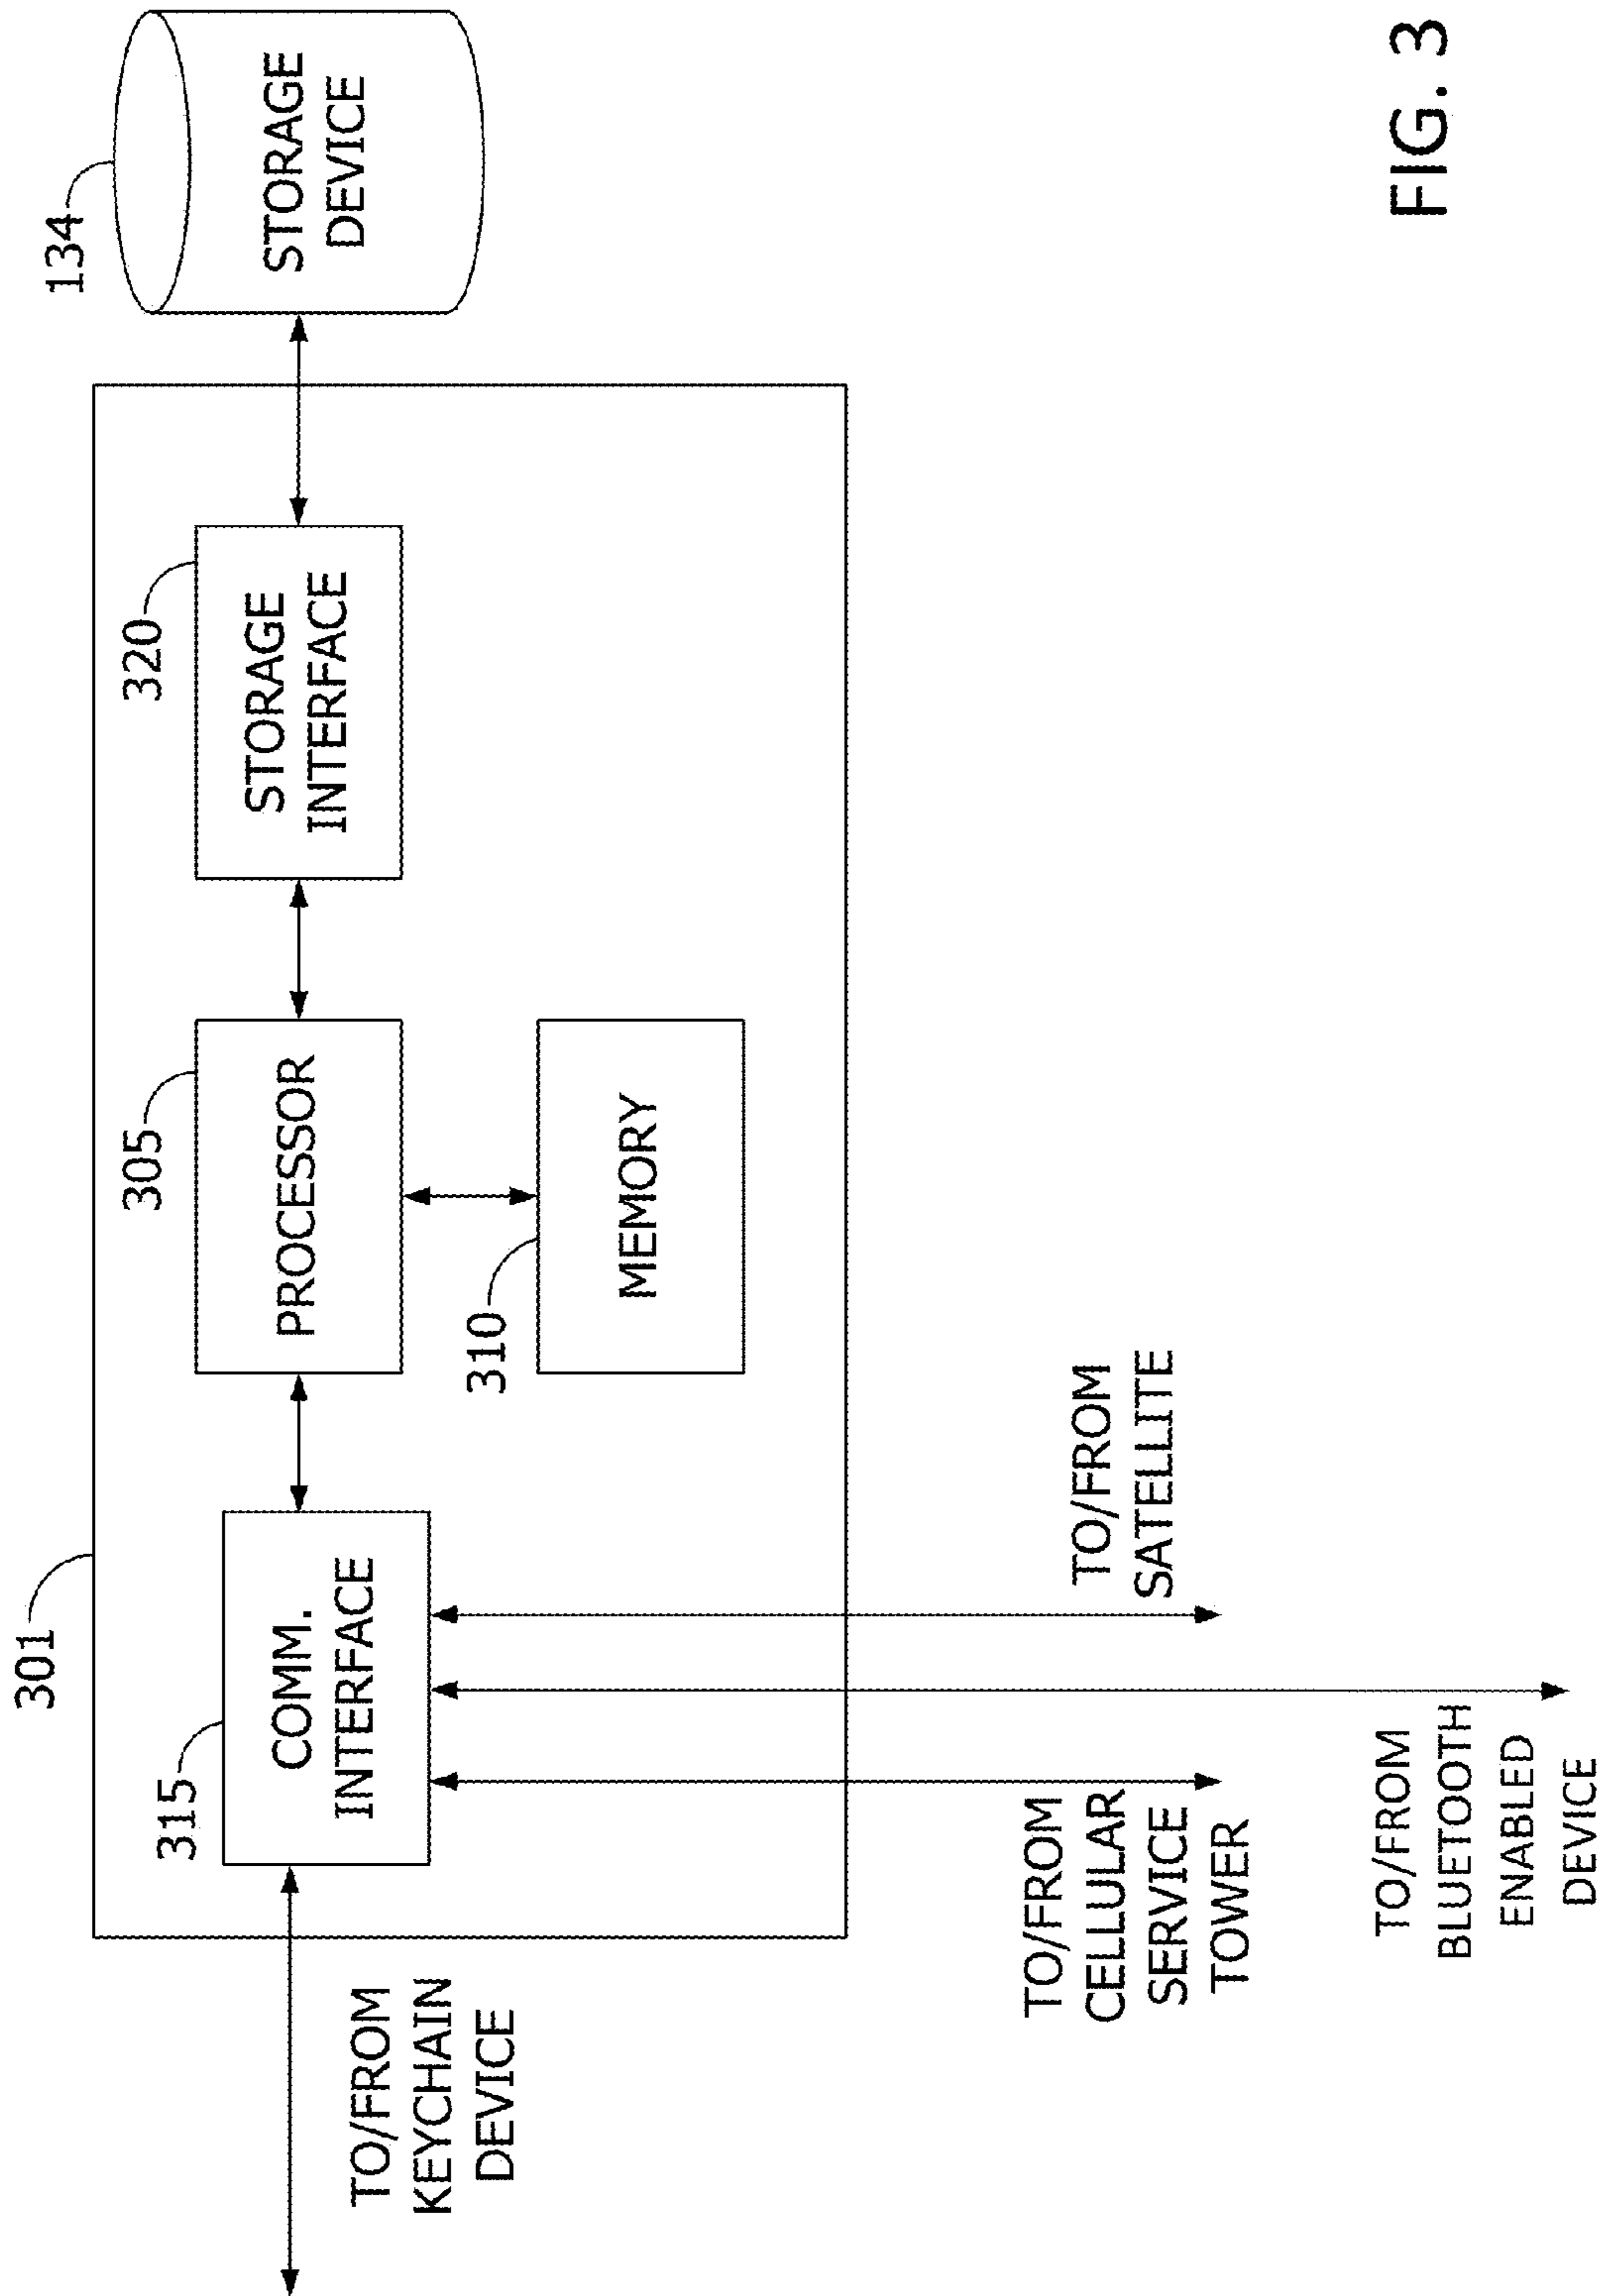 301
315
COMM.
INTERFACE
305
PROCESSOR
320
STORAGE
INTERFACE
134
STORAGE
DEVICE
310
MEMORY
TO/FROM
KEYCHAIN
DEVICE
TO/FROM
CELLULAR
SERVICE
TOWER
TO/FROM
SATELLITE
TO/FROM
BLUETOOTH
ENABLED
DEVICE
FIG. 3